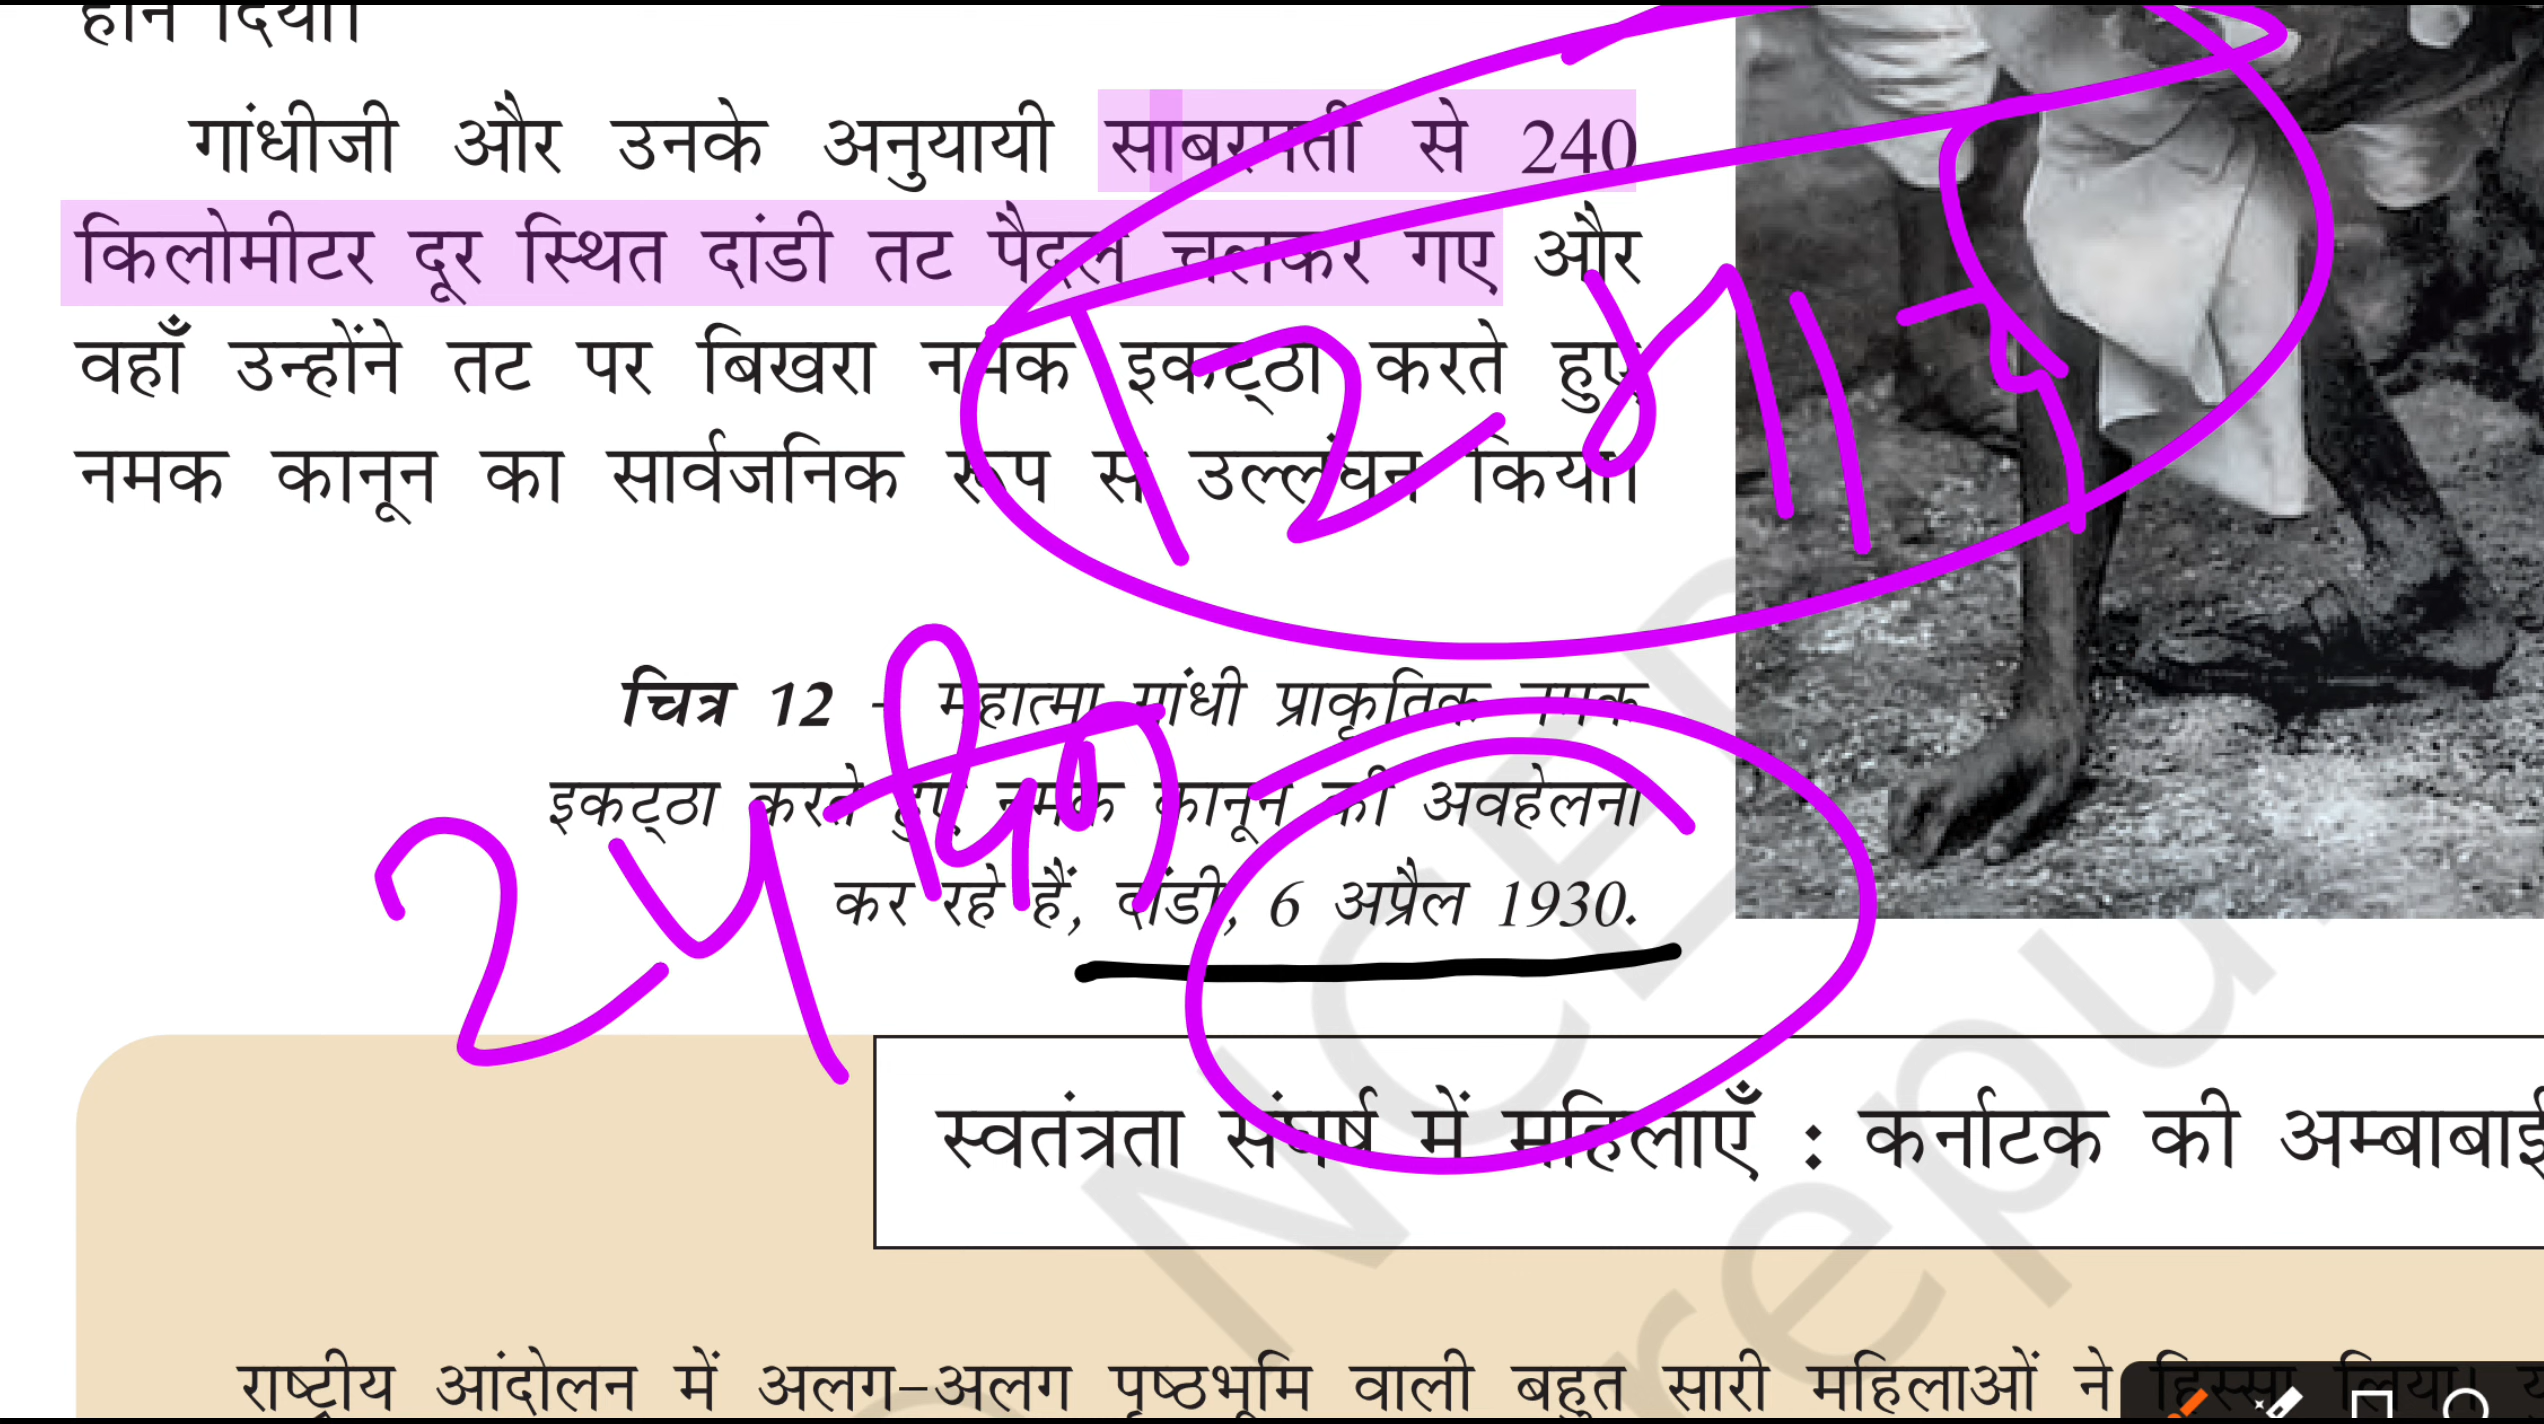 होने दिया।
गांधीजी और उनके अनुयायी साबरमती से 240
किलोमीटर दूर स्थित दांडी तट पैदल चलकर गए और
वहाँ उन्होंने तट पर बिखरा नमक इकट्ठा करते हुए
नमक कानून का सार्वजनिक रूप से उल्लंघन किया।
12 मार्च
चित्र 12 - महात्मा गांधी प्राकृतिक नमक
इकट्ठा करते हुए नमक कानून की अवहेलना
कर रहे हैं, दांडी, 6 अप्रैल 1930.
24 दिन
स्वतंत्रता संघर्ष में महिलाएँ : कर्नाटक की अम्बाबाई
राष्ट्रीय आंदोलन में अलग-अलग पृष्ठभूमि वाली बहुत सारी महिलाओं ने हिस्सा लिया।
NCERT
repu